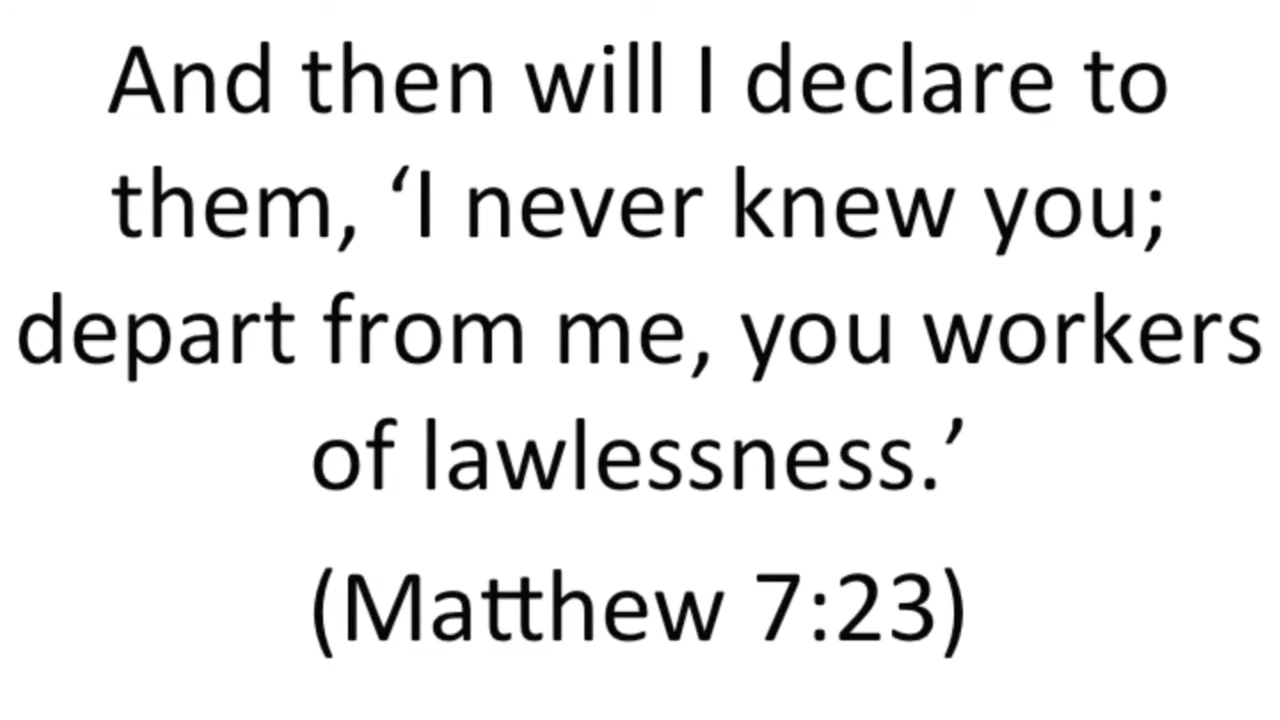 And then will I declare to
them, ‘I never knew you;
depart from me, you workers
of lawlessness.’
(Matthew 7:23)